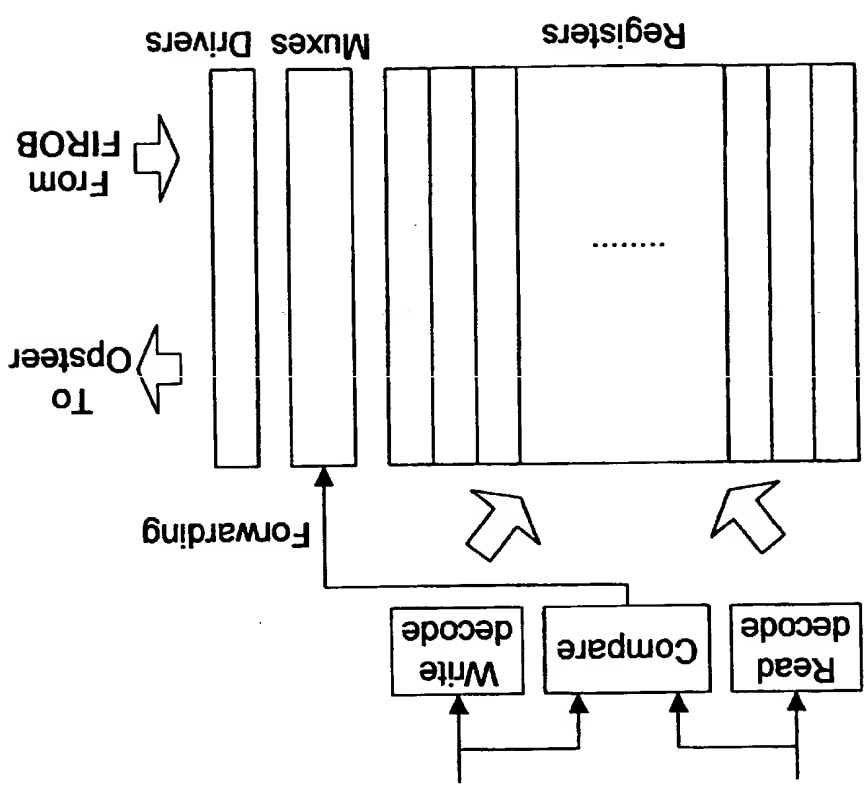 Read
decode
Compare
Write
decode
Forwarding
To
Opsteer
........
From
FIROB
Registers
Muxes
Drivers